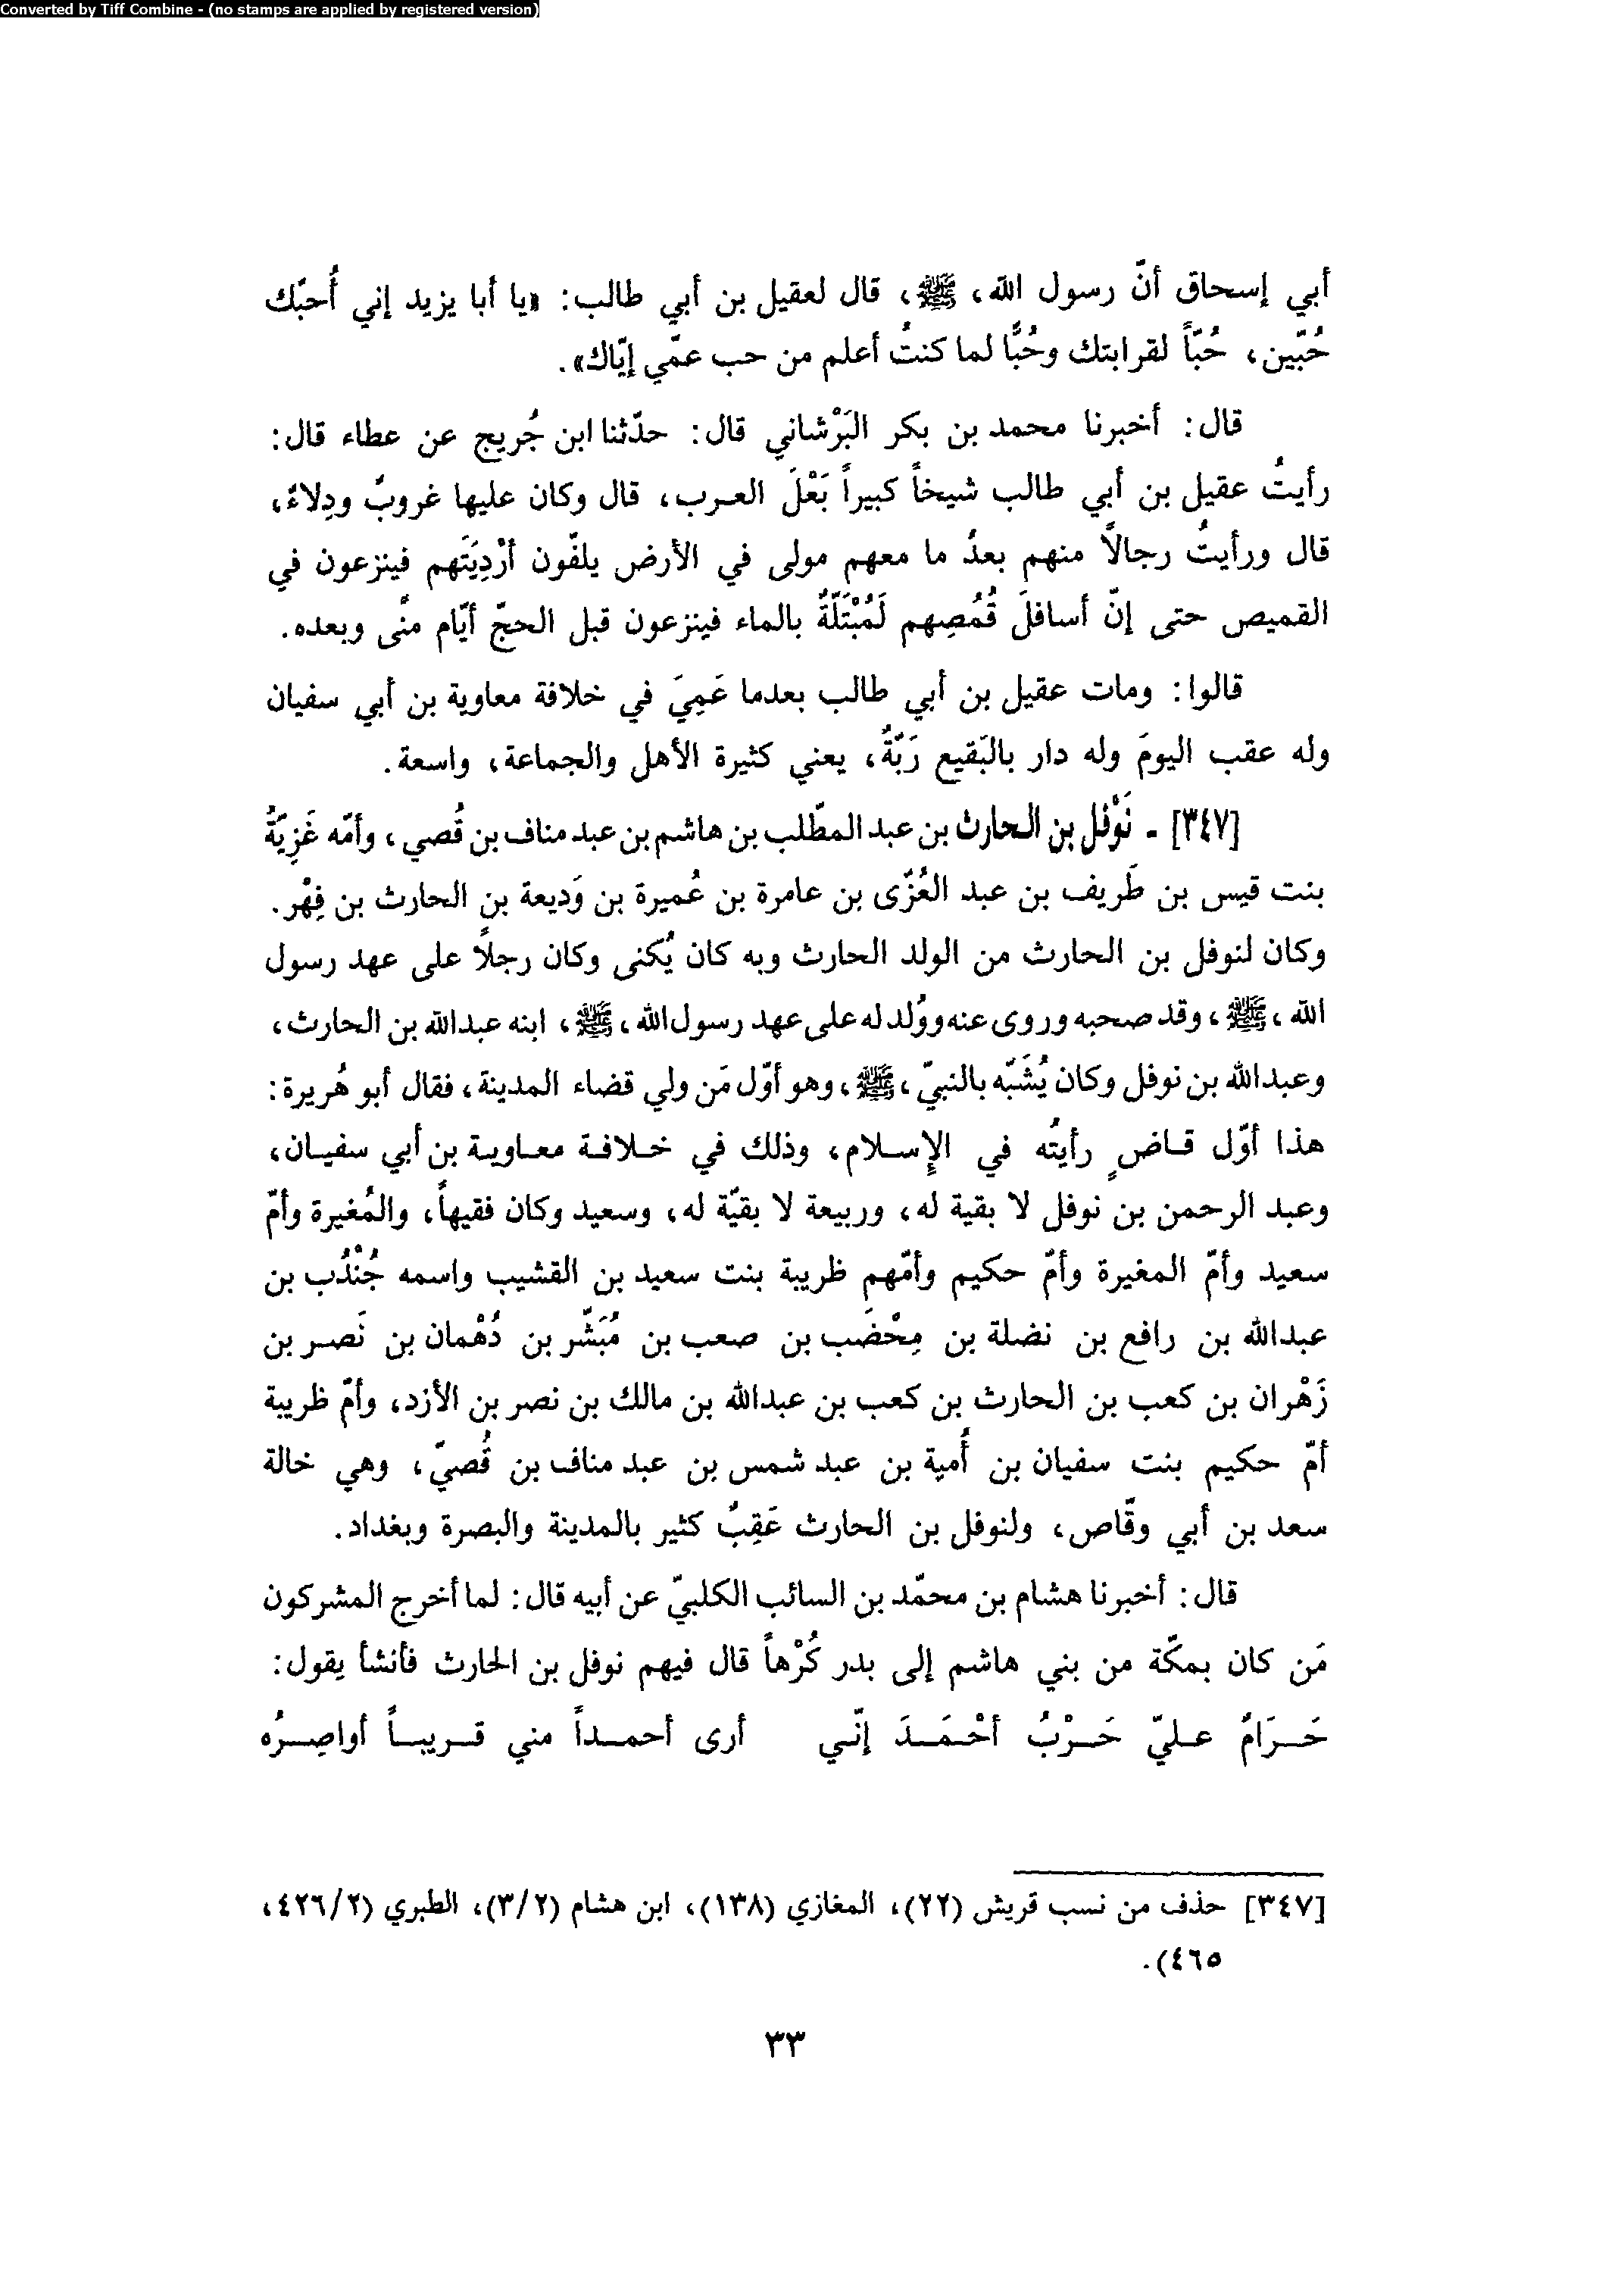 Converted by Tiff Combine - (no stamps are applied by registered version)
أبي إسحاق أنّ رسول الله، ﷺ، قال لعقيل بن أبي طالب: «يا أبا يزيد إني أُحبّك
حُبّين، حُبّاً لقرابتك وحُبًّا لما كنتُ أعلم من حب عمّي إيّاك».
قال: أخبرنا محمد بن بكر البَرْشاني قال: حدّثنا ابن جُريج عن عطاء قال:
رأيتُ عقيل بن أبي طالب شيخاً كبيراً بَعْلَ العرب، قال وكان عليها غروبٌ ودِلاءٌ،
قال ورأيتُ رجالاً منهم بعدُ ما معهم مولى في الأرض يلفّون أرْدِيَتَهم فينزعون في
القميص حتى إنّ أسافلَ قُمُصِهم لَمُبْتَلّةٌ بالماء فينزعون قبل الحجّ أيّام منًى وبعده.
قالوا: ومات عقيل بن أبي طالب بعدما عَمِيَ في خلافة معاوية بن أبي سفيان
وله عقب اليومَ وله دار بالبَقيع رَبّةٌ، يعني كثيرة الأهل والجماعة، واسعة.
[٣٤٧] - نَوْفل بن الحارث بن عبد المطّلب بن هاشم بن عبد مناف بن قُصي، وأمّه غَزِيّةُ
بنت قيس بن طَريف بن عبد العُزّى بن عامرة بن عُميرة بن وَديعة بن الحارث بن فِهْر.
وكان لنوفل بن الحارث من الولد الحارث وبه كان يُكنى وكان رجلاً على عهد رسول
الله، ﷺ، وقد صحبه وروى عنه ووُلد له على عهد رسول الله، ﷺ، ابنه عبدالله بن الحارث،
وعبدالله بن نوفل وكان يُشَبّه بالنبيّ، ﷺ، وهو أوّل مَن ولي قضاء المدينة، فقال أبو هُريرة:
هذا أوّل قاضٍ رأيتُه في الإسلام، وذلك في خلافة معاوية بن أبي سفيان،
وعبد الرحمن بن نوفل لا بقية له، وربيعة لا بقيّة له، وسعيد وكان فقيهاً، والمُغيرة وأمّ
سعيد وأمّ المغيرة وأمّ حكيم وأمّهم ظريبة بنت سعيد بن القشيب واسمه جُنْدُب بن
عبدالله بن رافع بن نضلة بن مِحْضَب بن صعب بن مُبَشّر بن دُهْمان بن نَصر بن
زَهْران بن كعب بن الحارث بن كعب بن عبدالله بن مالك بن نصر بن الأزد، وأمّ ظريبة
أمّ حكيم بنت سفيان بن أُمية بن عبد شمس بن عبد مناف بن قُصيّ، وهي خالة
سعد بن أبي وقّاص، ولنوفل بن الحارث عَقِبٌ كثير بالمدينة والبصرة وبغداد.
قال: أخبرنا هشام بن محمّد بن السائب الكلبيّ عن أبيه قال: لما أخرج المشركون
مَن كان بمكّة من بني هاشم إلى بدر كُرْهاً قال فيهم نوفل بن الحارث فأنشأ يقول:
حَرَامٌ عليّ حَرْبُ أحْمَدَ إنّي أرى أحمداً مني قريباً أواصِرُه
[٣٤٧] حذف من نسب قريش (٢٢)، المغازي (١٣٨)، ابن هشام (٣/٢)، الطبري (٤٢٦/٢،
٤٦٥).
٣٣